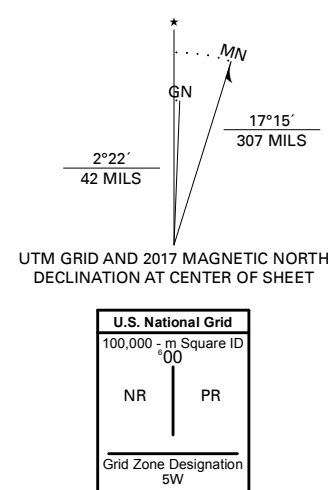 ★
MN
GN
17°15´
307 MILS
2°22´
42 MILS
UTM GRID AND 2017 MAGNETIC NORTH
DECLINATION AT CENTER OF SHEET
U.S. National Grid
100,000 - m Square ID
⁶00
NR PR
Grid Zone Designation
5W